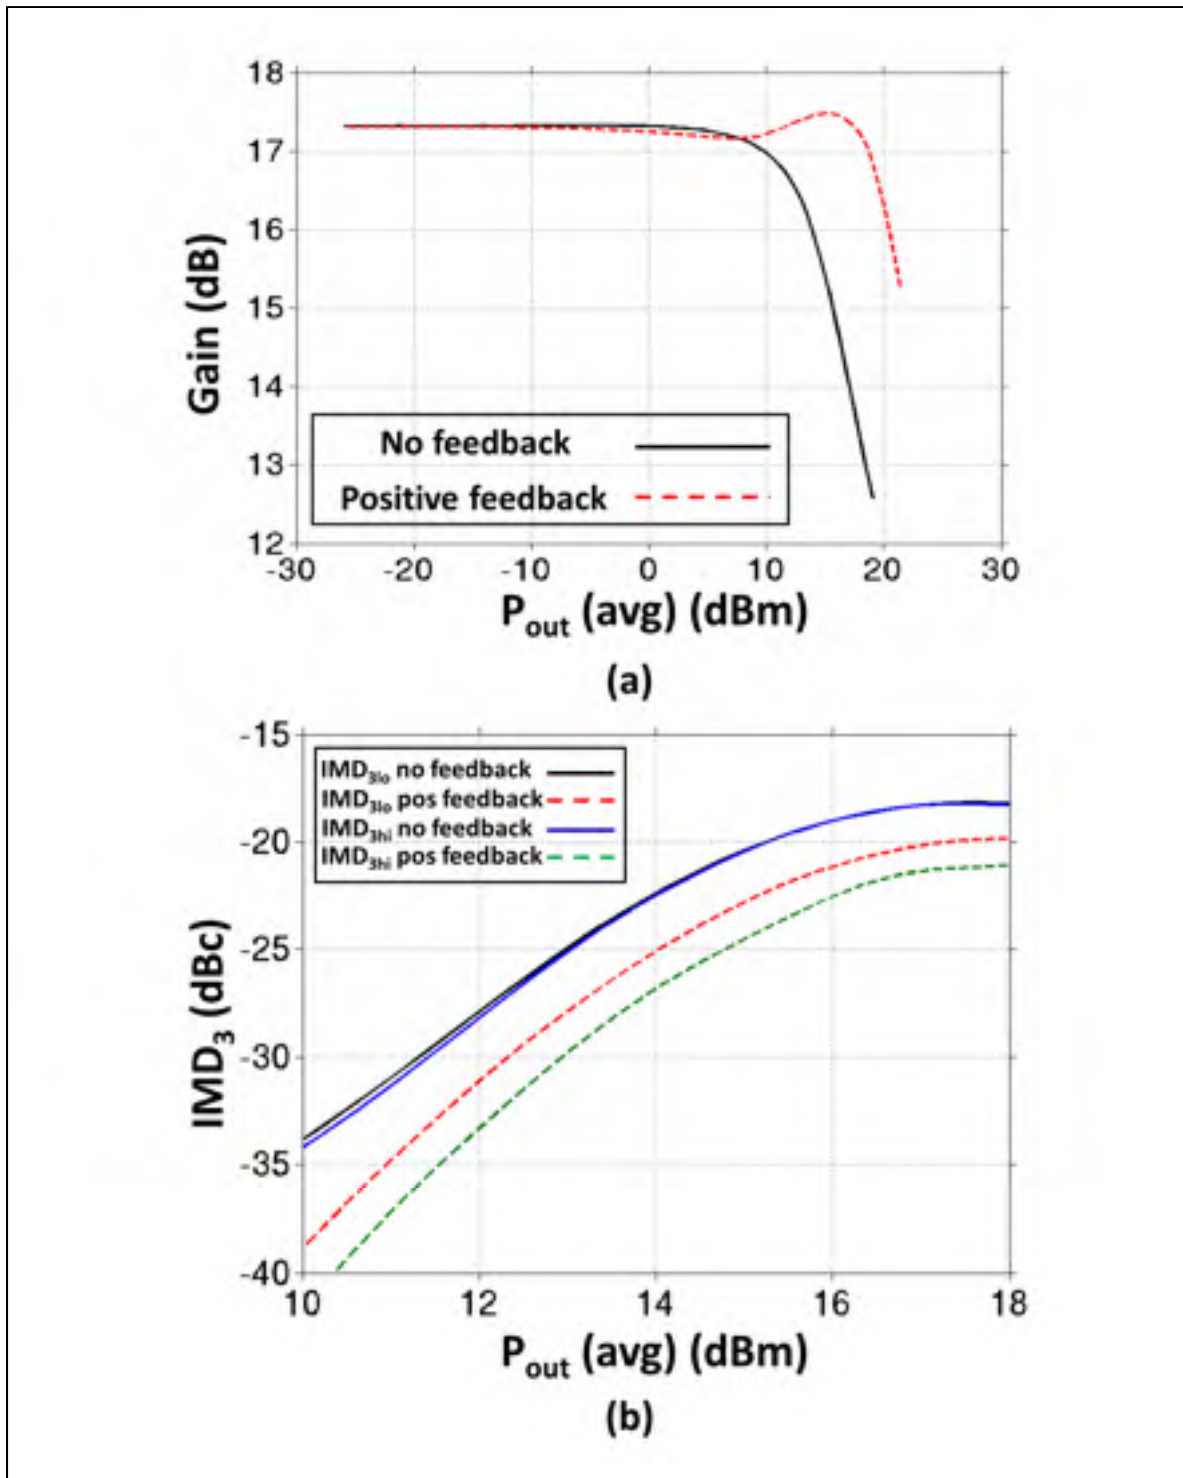 18
17
16
15
14
13
12
Gain (dB)
No feedback
Positive feedback
-30 -20 -10 0 10 20 30
Pout (avg) (dBm)
(a)
-15
-20
-25
-30
-35
-40
IMD3 (dBc)
IMD3lo no feedback
IMD3lo pos feedback
IMD3hi no feedback
IMD3hi pos feedback
10 12 14 16 18
Pout (avg) (dBm)
(b)